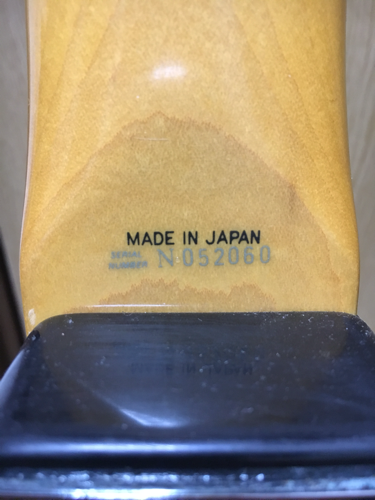 MADE IN JAPAN
SERIAL NUMBER N052060